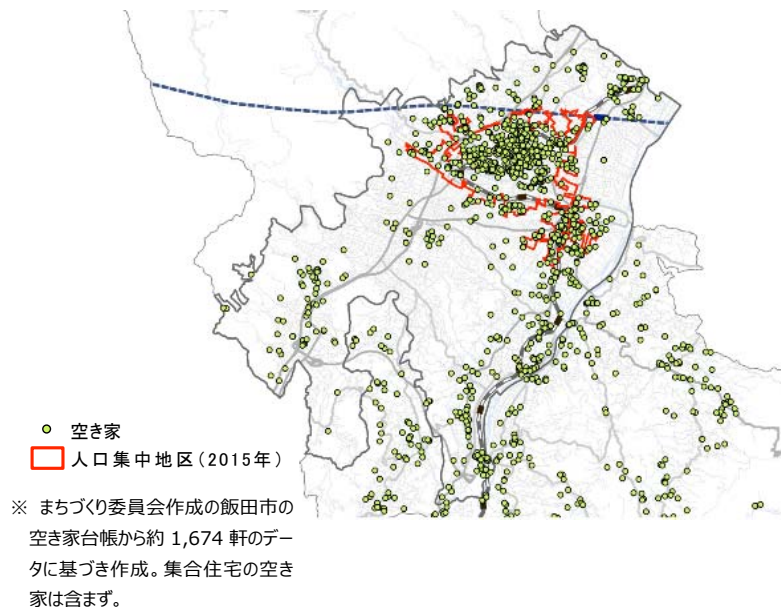 空き家
人口集中地区(2015年)
※ まちづくり委員会作成の飯田市の
空き家台帳から約 1,674 軒のデー
タに基づき作成。集合住宅の空き
家は含まず。